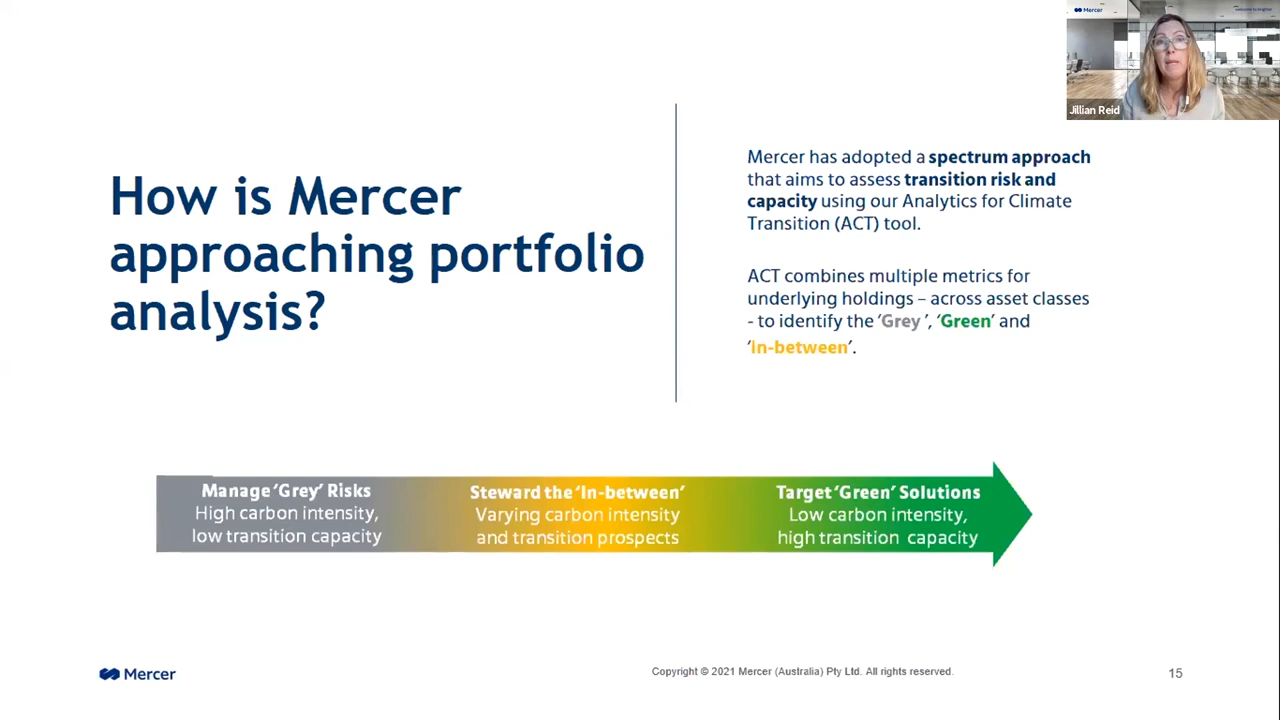 Mercer
Jillian Reid
How is Mercer
approaching portfolio
analysis?
Mercer has adopted a spectrum approach
that aims to assess transition risk and
capacity using our Analytics for Climate
Transition (ACT) tool.
ACT combines multiple metrics for
underlying holdings – across asset classes
- to identify the ‘Grey ’, ‘Green’ and
‘In-between’.
Manage ‘Grey’ Risks
High carbon intensity,
low transition capacity
Steward the ‘In-between’
Varying carbon intensity
and transition prospects
Target ‘Green’ Solutions
Low carbon intensity,
high transition capacity
Mercer
Copyright © 2021 Mercer (Australia) Pty Ltd. All rights reserved.
15